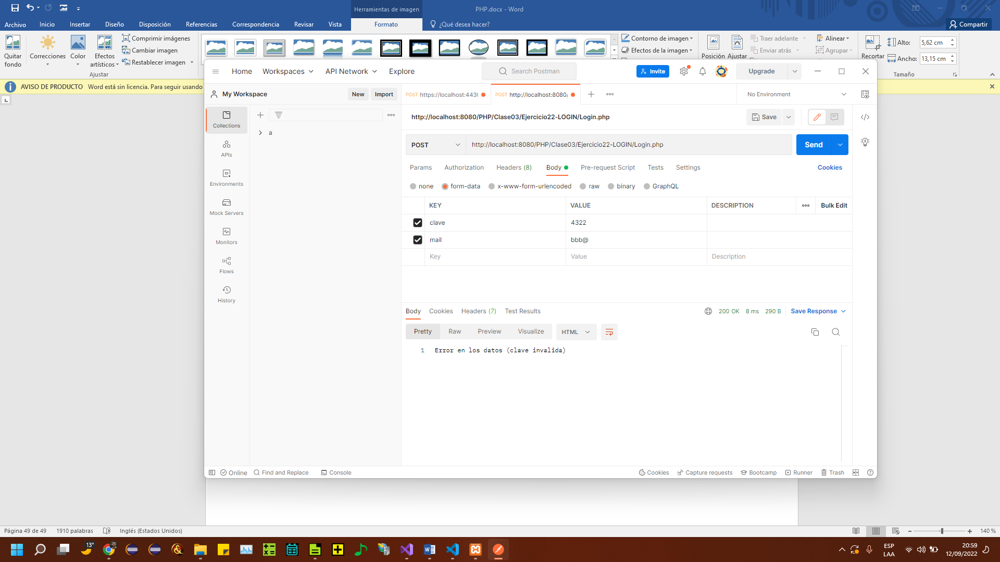 Herramientas de imagen
PHP.docx - Word
Archivo Inicio Insertar Diseño Disposición Referencias Correspondencia Revisar Vista Formato ¿Qué desea hacer? Compartir
Quitar fondo
Correcciones
Color
Efectos artísticos
Comprimir imágenes
Cambiar imagen
Restablecer imagen
Ajustar
Contorno de imagen
Efectos de la imagen
Posición
Ajustar
Traer adelante
Enviar atrás
Alinear
Agrupar
Recortar
Alto: 5,62 cm
Ancho: 13,15 cm
Tamaño
AVISO DE PRODUCTO Word está sin licencia. Para seguir usando
Home Workspaces API Network Explore
Search Postman
Invite
Upgrade
My Workspace
New Import
POST https://localhost:4430
POST http://localhost:8080/
No Environment
Collections
APIs
Environments
Mock Servers
Monitors
Flows
History
a
http://localhost:8080/PHP/Clase03/Ejercicio22-LOGIN/Login.php
Save
POST http://localhost:8080/PHP/Clase03/Ejercicio22-LOGIN/Login.php
Send
Params Authorization Headers (8) Body Pre-request Script Tests Settings Cookies
none form-data x-www-form-urlencoded raw binary GraphQL
KEY VALUE DESCRIPTION Bulk Edit
clave 4322
mail bbb@
Key Value Description
Body Cookies Headers (7) Test Results 200 OK 8 ms 290 B Save Response
Pretty Raw Preview Visualize HTML
1 Error en los datos (clave invalida)
Online Find and Replace Console
Cookies Capture requests Bootcamp Runner Trash
Página 49 de 49 1910 palabras Inglés (Estados Unidos) 140 %
13°
ESP
LAA
20:59
12/09/2022